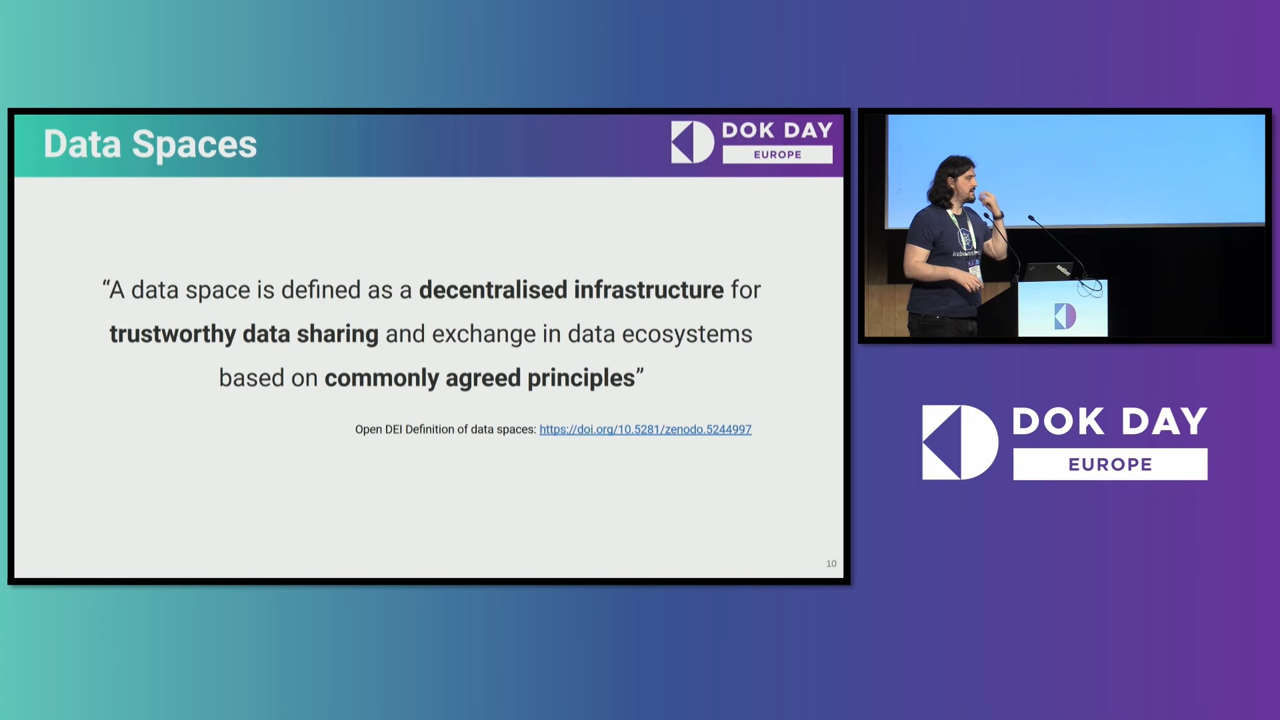 Data Spaces
DOK DAY
EUROPE
“A data space is defined as a decentralised infrastructure for
trustworthy data sharing and exchange in data ecosystems
based on commonly agreed principles”
Open DEI Definition of data spaces: https://doi.org/10.5281/zenodo.5244997
10
DOK DAY
EUROPE